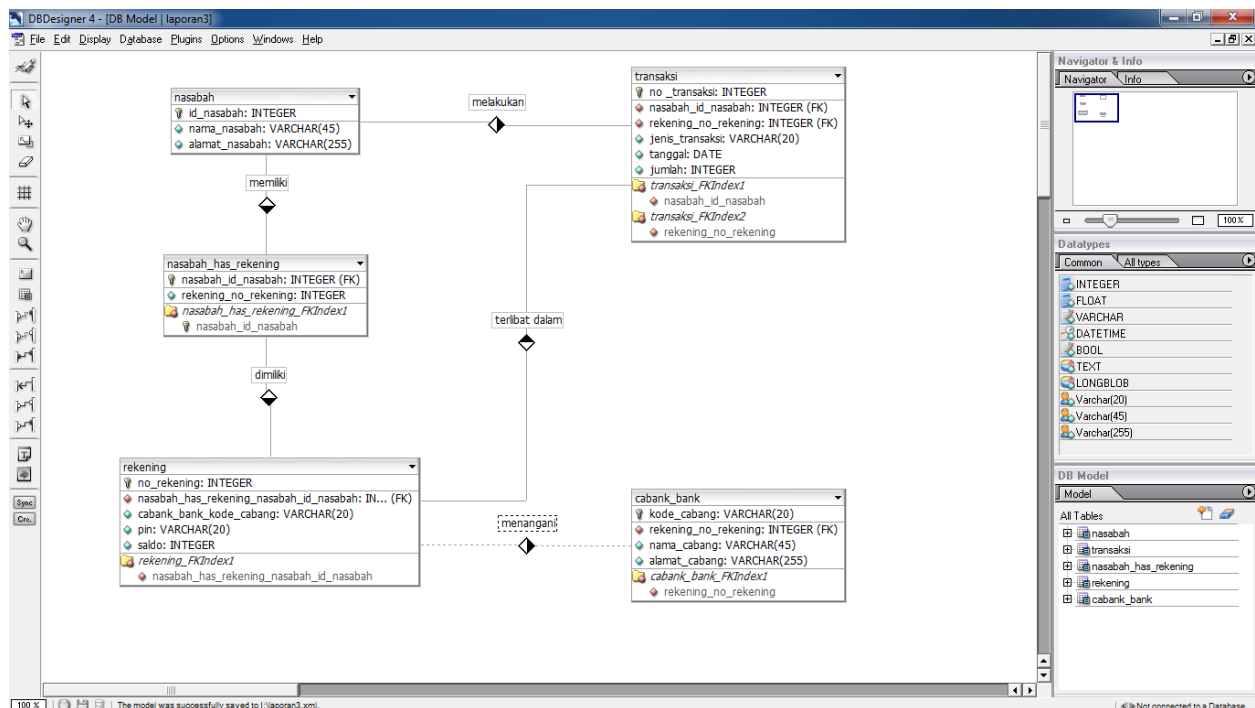 DBDesigner 4 - [DB Model | laporan3]
File Edit Display Database Plugins Options Windows Help
nasabah
id_nasabah: INTEGER
nama_nasabah: VARCHAR(45)
alamat_nasabah: VARCHAR(255)
melakukan
transaksi
no _transaksi: INTEGER
nasabah_id_nasabah: INTEGER (FK)
rekening_no_rekening: INTEGER (FK)
jenis_transaksi: VARCHAR(20)
tanggal: DATE
jumlah: INTEGER
transaksi_FKIndex1
nasabah_id_nasabah
transaksi_FKIndex2
rekening_no_rekening
memiliki
nasabah_has_rekening
nasabah_id_nasabah: INTEGER (FK)
rekening_no_rekening: INTEGER
nasabah_has_rekening_FKIndex1
nasabah_id_nasabah
terlibat dalam
dimiliki
rekening
no_rekening: INTEGER
nasabah_has_rekening_nasabah_id_nasabah: IN... (FK)
cabang_bank_kode_cabang: VARCHAR(20)
pin: VARCHAR(20)
saldo: INTEGER
rekening_FKIndex1
nasabah_has_rekening_nasabah_id_nasabah
menangani
cabank_bank
kode_cabang: VARCHAR(20)
rekening_no_rekening: INTEGER (FK)
nama_cabang: VARCHAR(45)
alamat_cabang: VARCHAR(255)
cabank_bank_FKIndex1
rekening_no_rekening
Navigator & Info
Navigator Info
100 %
Datatypes
Common All types
INTEGER
FLOAT
VARCHAR
DATETIME
BOOL
TEXT
LONGBLOB
Varchar(20)
Varchar(45)
Varchar(255)
DB Model
Model
All Tables
nasabah
transaksi
nasabah_has_rekening
rekening
cabank_bank
Sync
Cre.
100 % The model was successfully saved to I:\laporan3.xml. Not connected to a Database